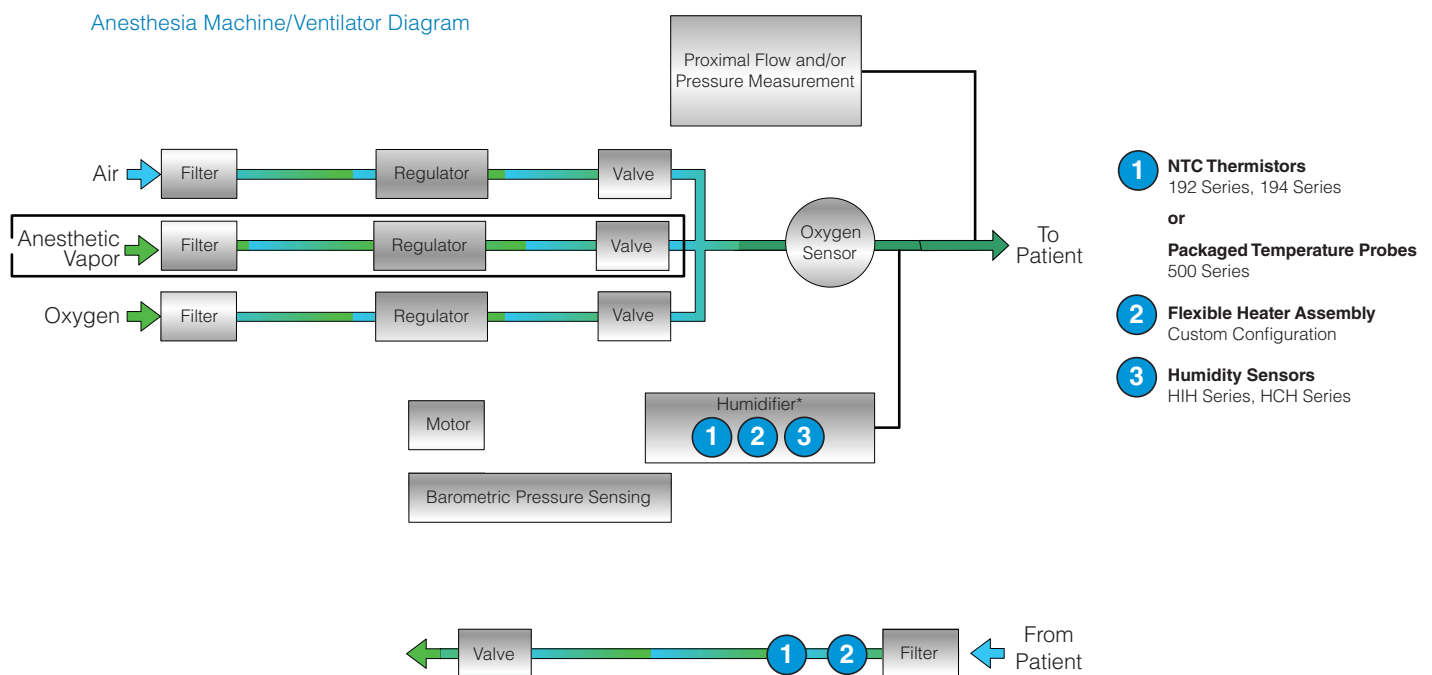 Anesthesia Machine/Ventilator Diagram
Proximal Flow and/or
Pressure Measurement
Air
Filter
Regulator
Valve
Anesthetic
Vapor
Filter
Regulator
Valve
Oxygen
Sensor
To
Patient
Oxygen
Filter
Regulator
Valve
Motor
Humidifier*
1
2
3
Barometric Pressure Sensing
Valve
1
2
Filter
From
Patient
1
NTC Thermistors
192 Series, 194 Series
or
Packaged Temperature Probes
500 Series
2
Flexible Heater Assembly
Custom Configuration
3
Humidity Sensors
HIH Series, HCH Series